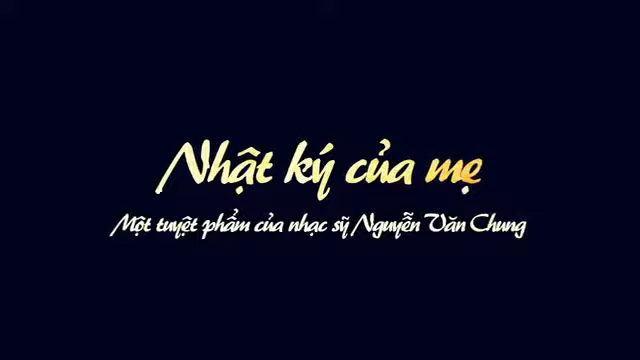 Nhật ký của mẹ
Một tuyệt phẩm của nhạc sỹ Nguyễn Văn Chung